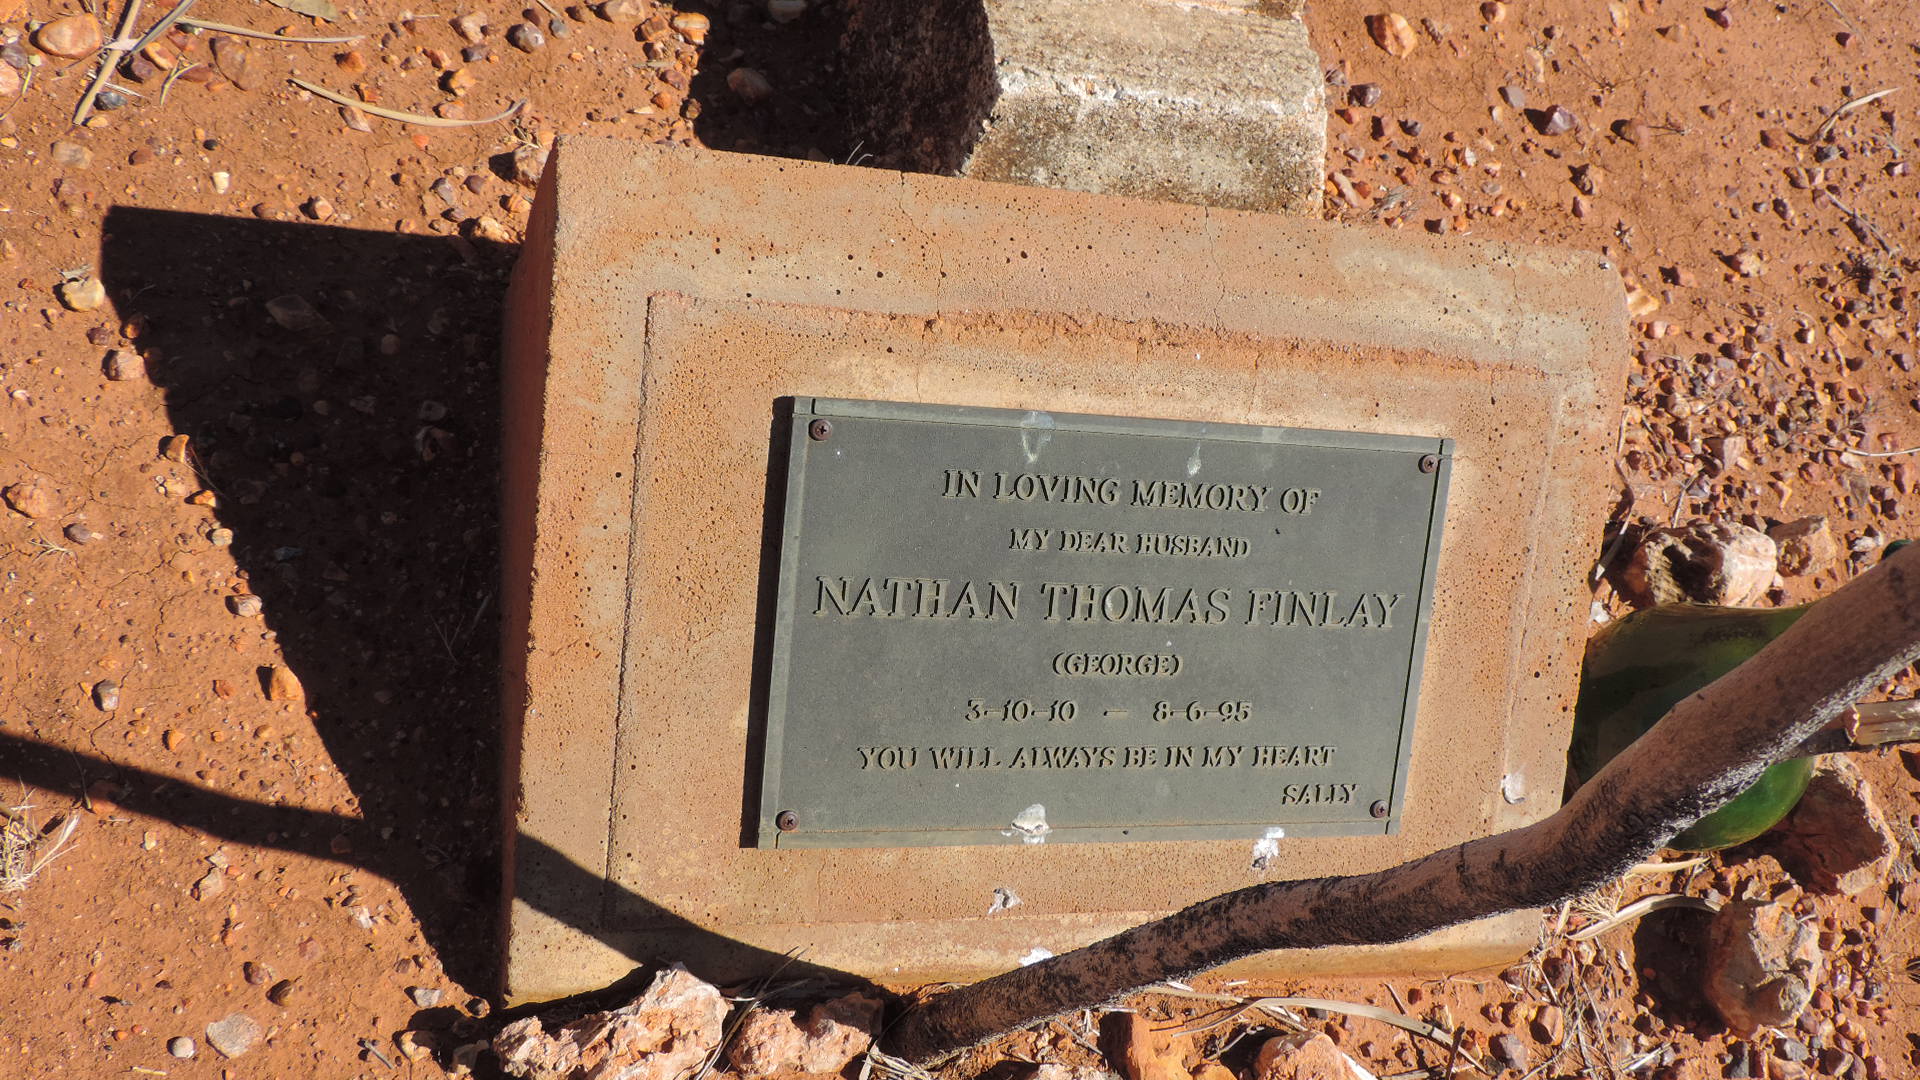 IN LOVING MEMORY OF
MY DEAR HUSBAND
NATHAN THOMAS FINLAY
(GEORGE)
3-10-10 — 8-6-95
YOU WILL ALWAYS BE IN MY HEART
SALLY